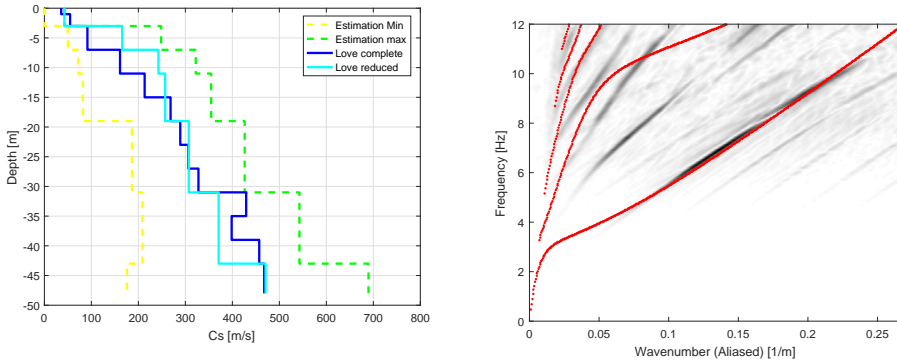 Estimation Min
Estimation max
Love complete
Love reduced
0
-5
-10
-15
-20
-25
-30
-35
-40
-45
-50
Depth [m]
0 100 200 300 400 500 600 700 800
Cs [m/s]
12
10
8
6
4
2
0
Frequency [Hz]
0 0.05 0.1 0.15 0.2 0.25
Wavenumber (Aliased) [1/m]